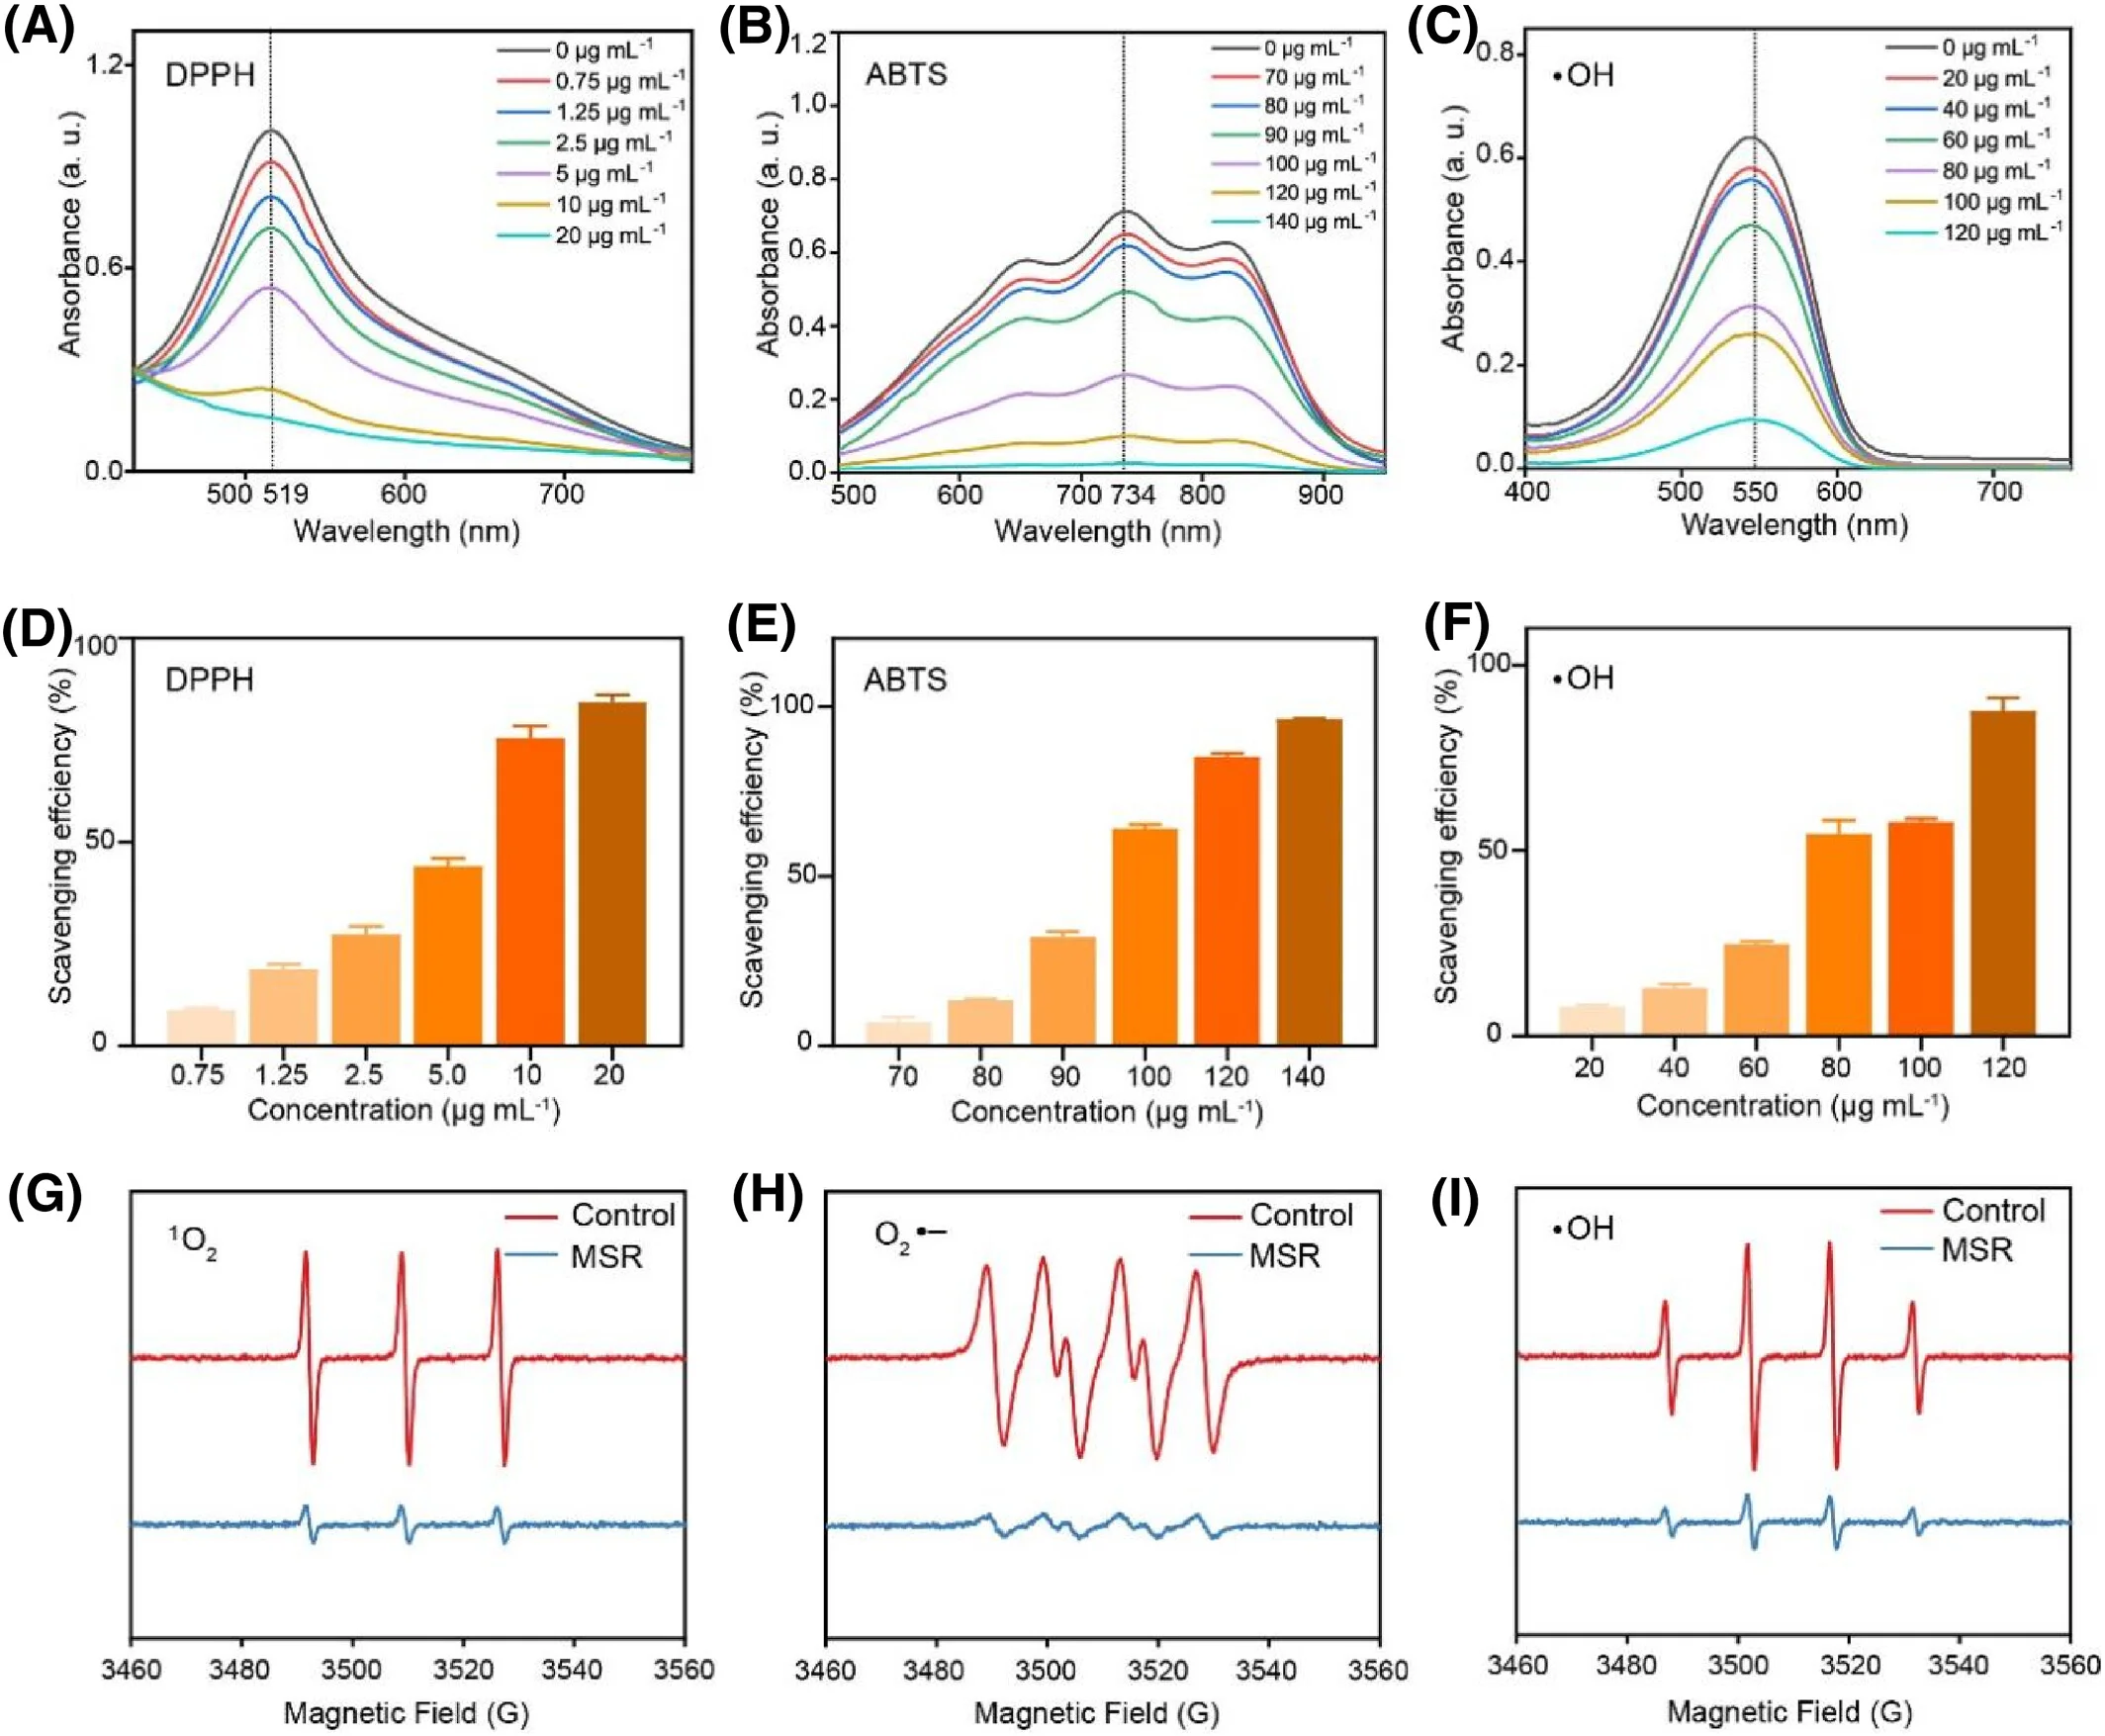 (A)
DPPH
0 µg mL⁻¹
0.75 µg mL⁻¹
1.25 µg mL⁻¹
2.5 µg mL⁻¹
5 µg mL⁻¹
10 µg mL⁻¹
20 µg mL⁻¹
1.2
0.6
0.0
Ansorbance (a. u.)
500 519 600 700
Wavelength (nm)
(B)
ABTS
0 µg mL⁻¹
70 µg mL⁻¹
80 µg mL⁻¹
90 µg mL⁻¹
100 µg mL⁻¹
120 µg mL⁻¹
140 µg mL⁻¹
1.2
1.0
0.8
0.6
0.4
0.2
0.0
Absorbance (a. u.)
500 600 700 734 800 900
Wavelength (nm)
(C)
•OH
0 µg mL⁻¹
20 µg mL⁻¹
40 µg mL⁻¹
60 µg mL⁻¹
80 µg mL⁻¹
100 µg mL⁻¹
120 µg mL⁻¹
0.8
0.6
0.4
0.2
0.0
Absorbance (a. u.)
400 500 550 600 700
Wavelength (nm)
(D)
DPPH
100
50
0
Scavenging effciency (%)
0.75 1.25 2.5 5.0 10 20
Concentration (µg mL⁻¹)
(E)
ABTS
100
50
0
Scavenging effciency (%)
70 80 90 100 120 140
Concentration (µg mL⁻¹)
(F)
•OH
100
50
0
Scavenging effciency (%)
20 40 60 80 100 120
Concentration (µg mL⁻¹)
(G)
¹O₂
Control
MSR
3460 3480 3500 3520 3540 3560
Magnetic Field (G)
(H)
O₂•−
Control
MSR
3460 3480 3500 3520 3540 3560
Magnetic Field (G)
(I)
•OH
Control
MSR
3460 3480 3500 3520 3540 3560
Magnetic Field (G)